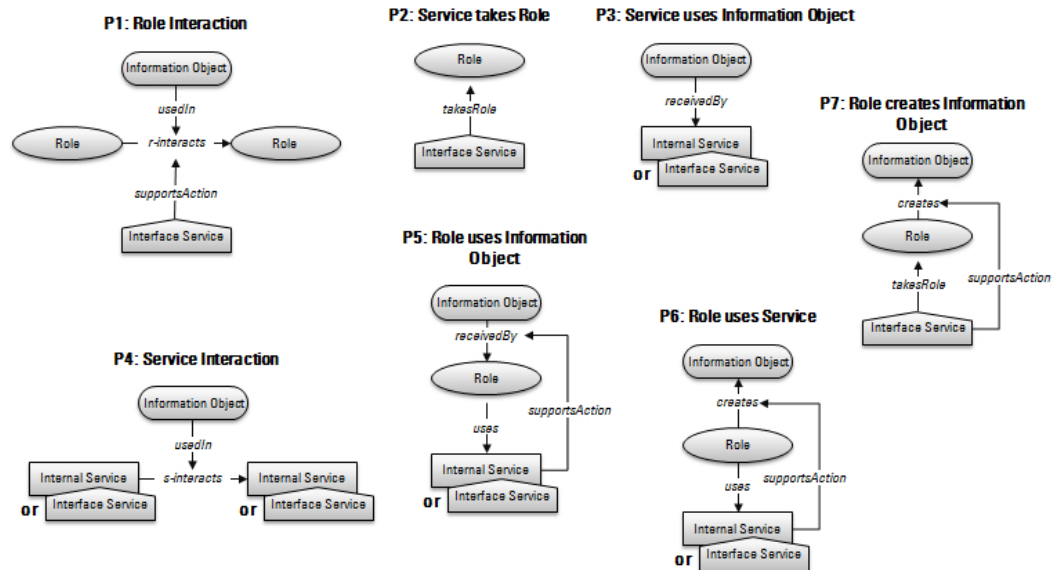 P1: Role Interaction
Information Object
usedIn
Role
r-interacts
Role
supportsAction
Interface Service
P2: Service takes Role
Role
takesRole
Interface Service
P3: Service uses Information Object
Information Object
receivedBy
Internal Service
or
Interface Service
P7: Role creates Information
Object
Information Object
creates
Role
takesRole
supportsAction
Interface Service
P4: Service Interaction
Information Object
usedIn
Internal Service
s-interacts
Internal Service
or
Interface Service
or
Interface Service
P5: Role uses Information
Object
Information Object
receivedBy
Role
uses
supportsAction
Internal Service
or
Interface Service
P6: Role uses Service
Information Object
creates
Role
uses
supportsAction
Internal Service
or
Interface Service